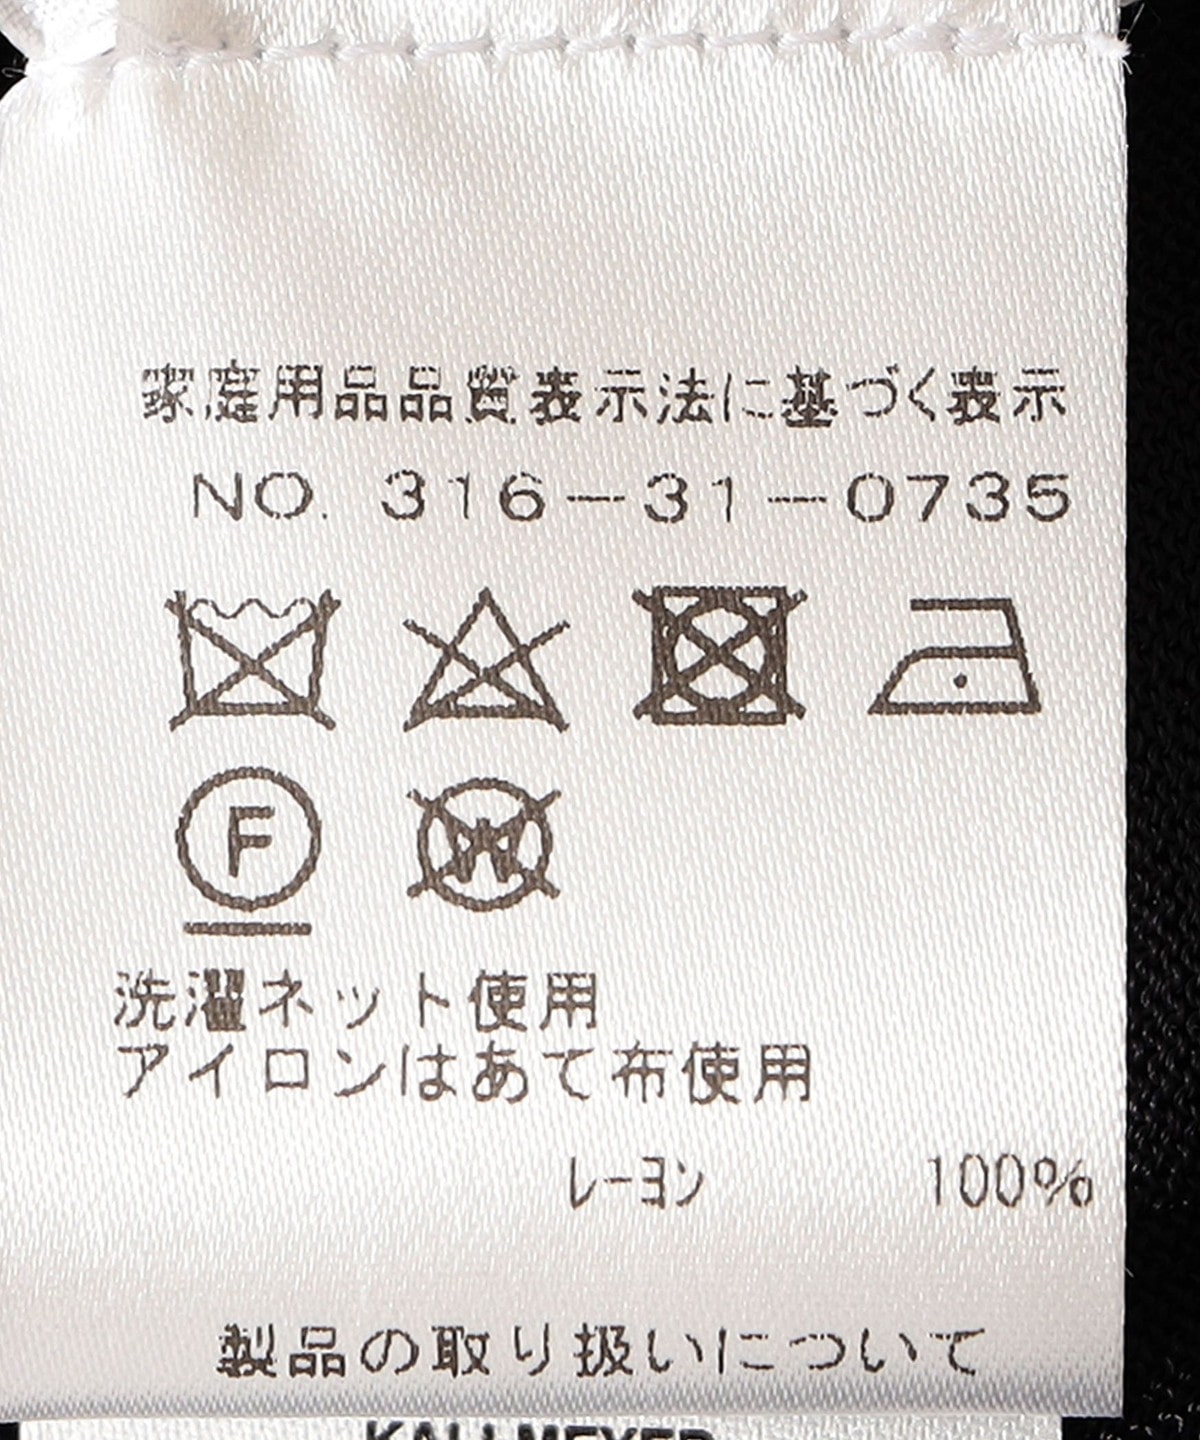 家庭用品品質表示法に基づく表示
NO. 316-31-0735
F
W
洗濯ネット使用
アイロンはあて布使用
レーヨン 100%
製品の取り扱いについて
KALLMEYER